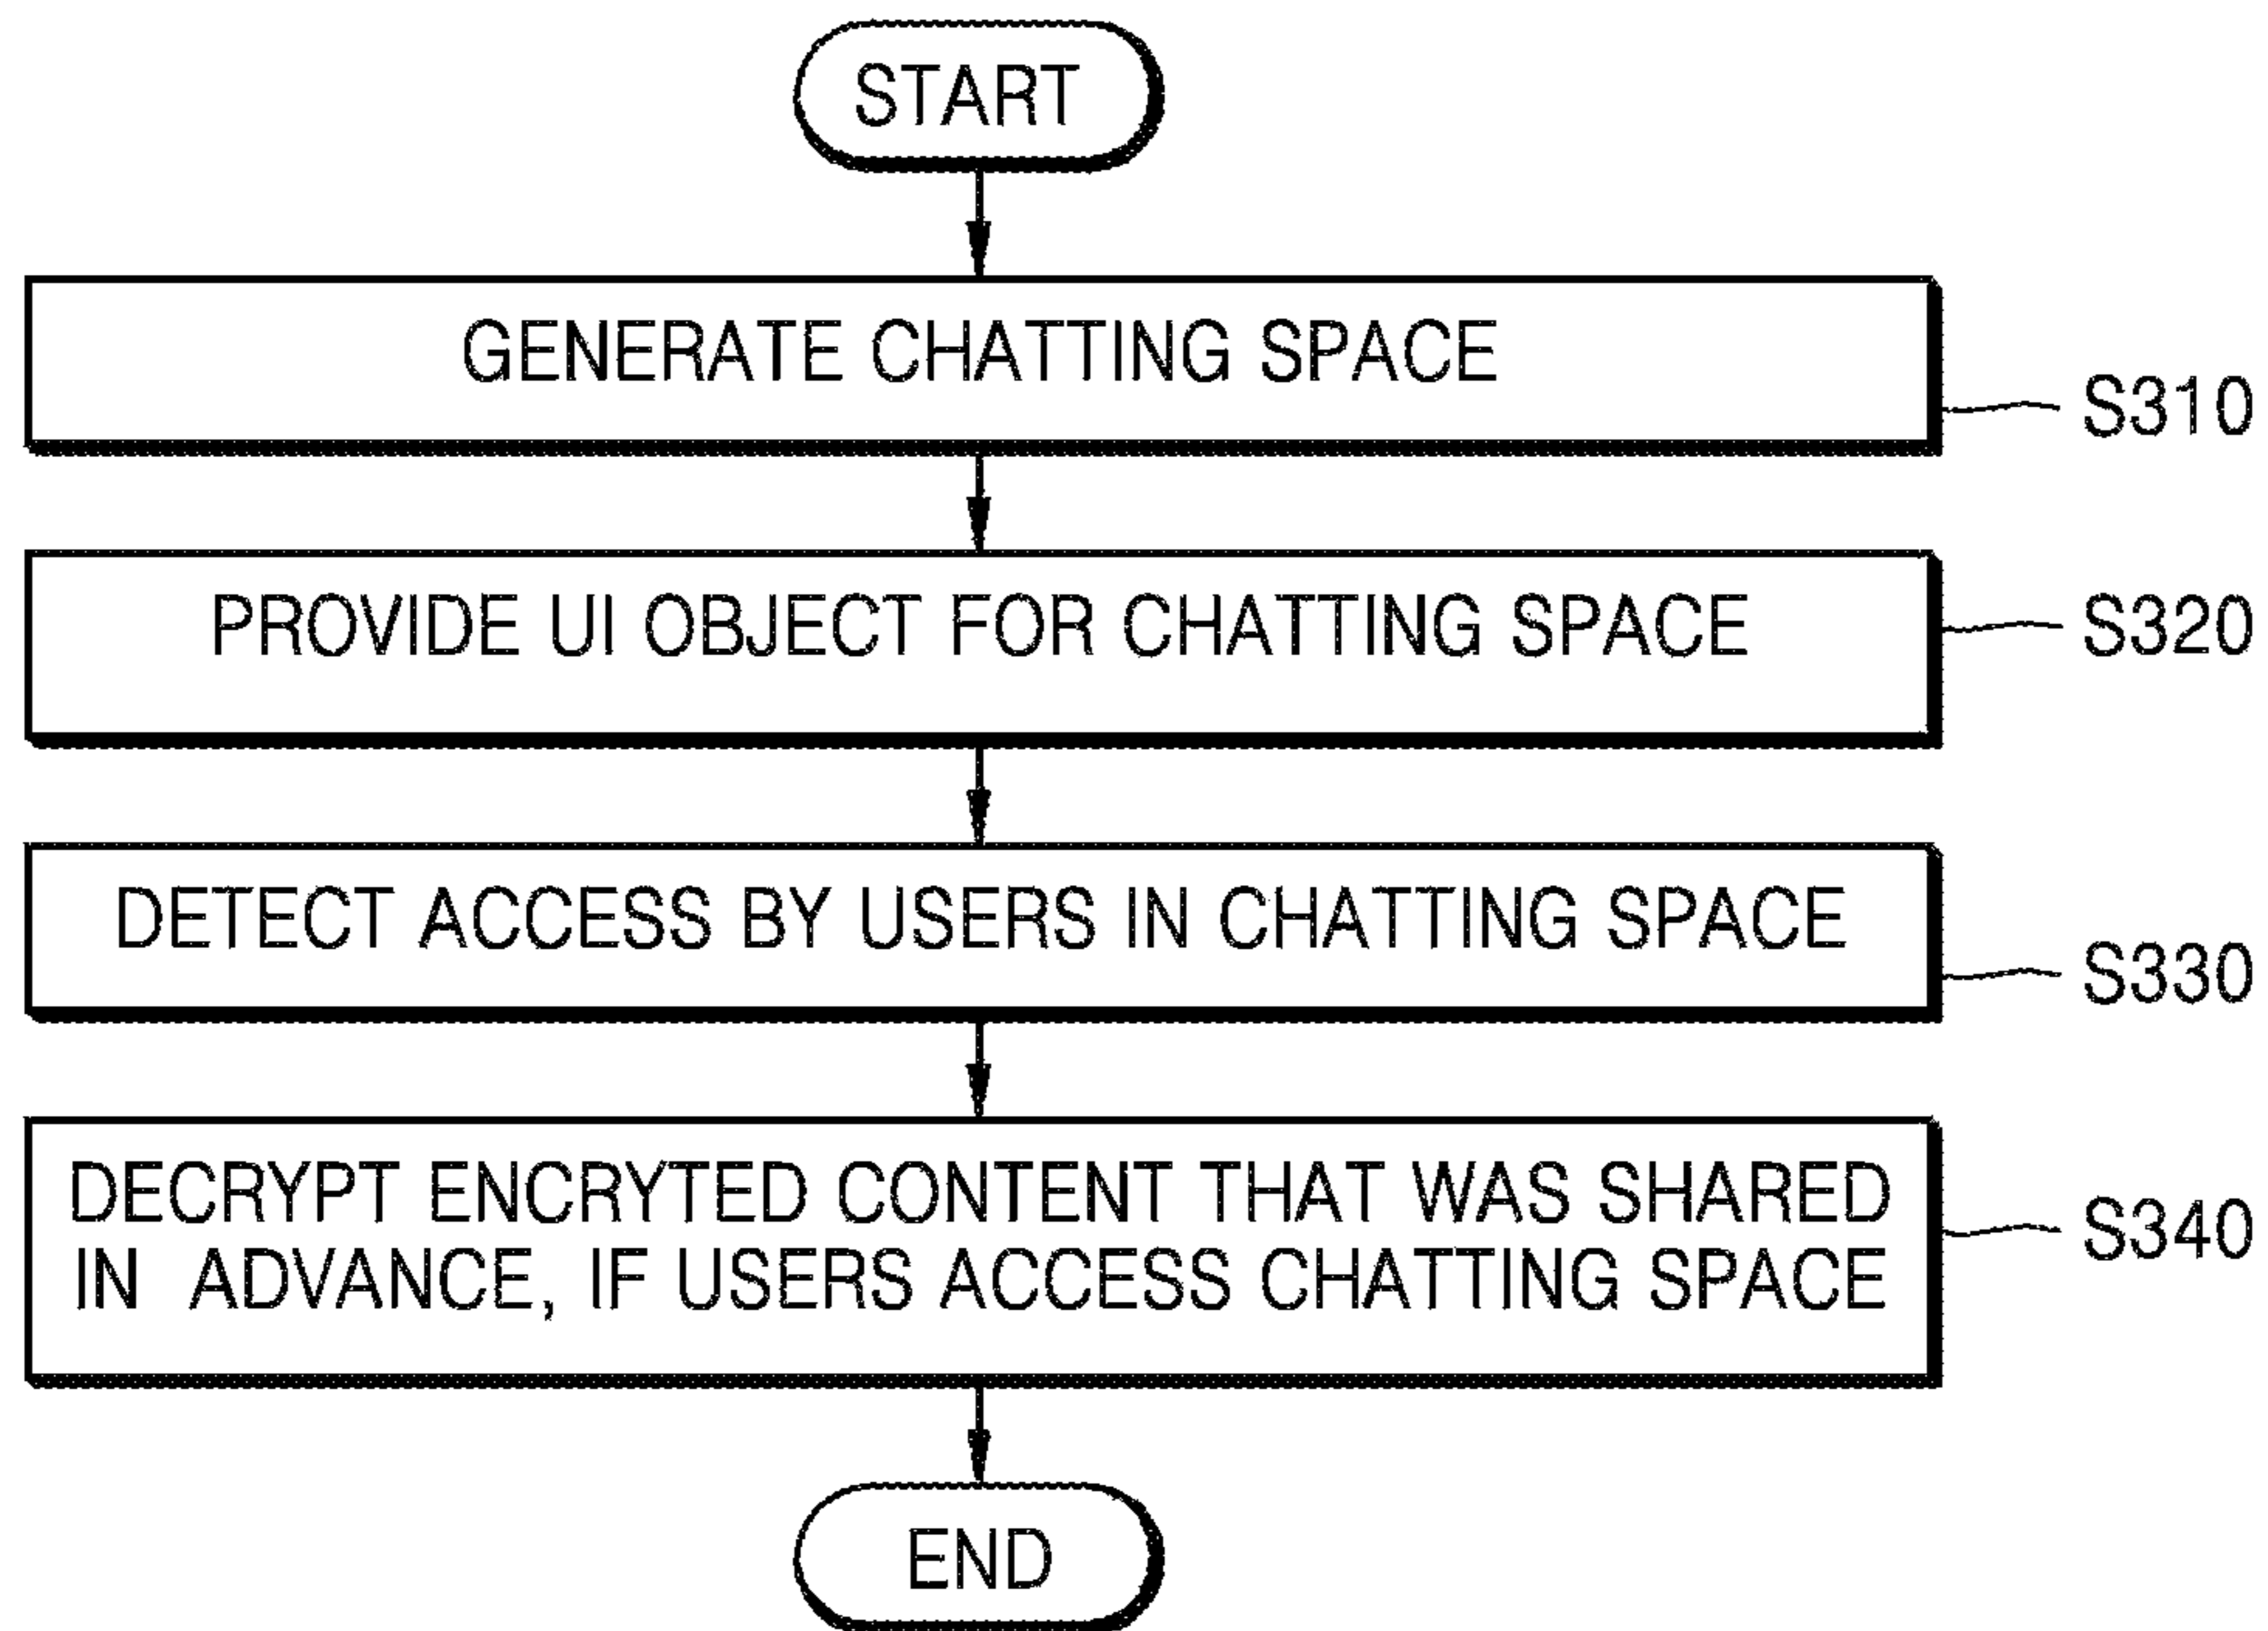 START
GENERATE CHATTING SPACE
S310
PROVIDE UI OBJECT FOR CHATTING SPACE
S320
DETECT ACCESS BY USERS IN CHATTING SPACE
S330
DECRYPT ENCRYTED CONTENT THAT WAS SHARED
IN ADVANCE, IF USERS ACCESS CHATTING SPACE
S340
END